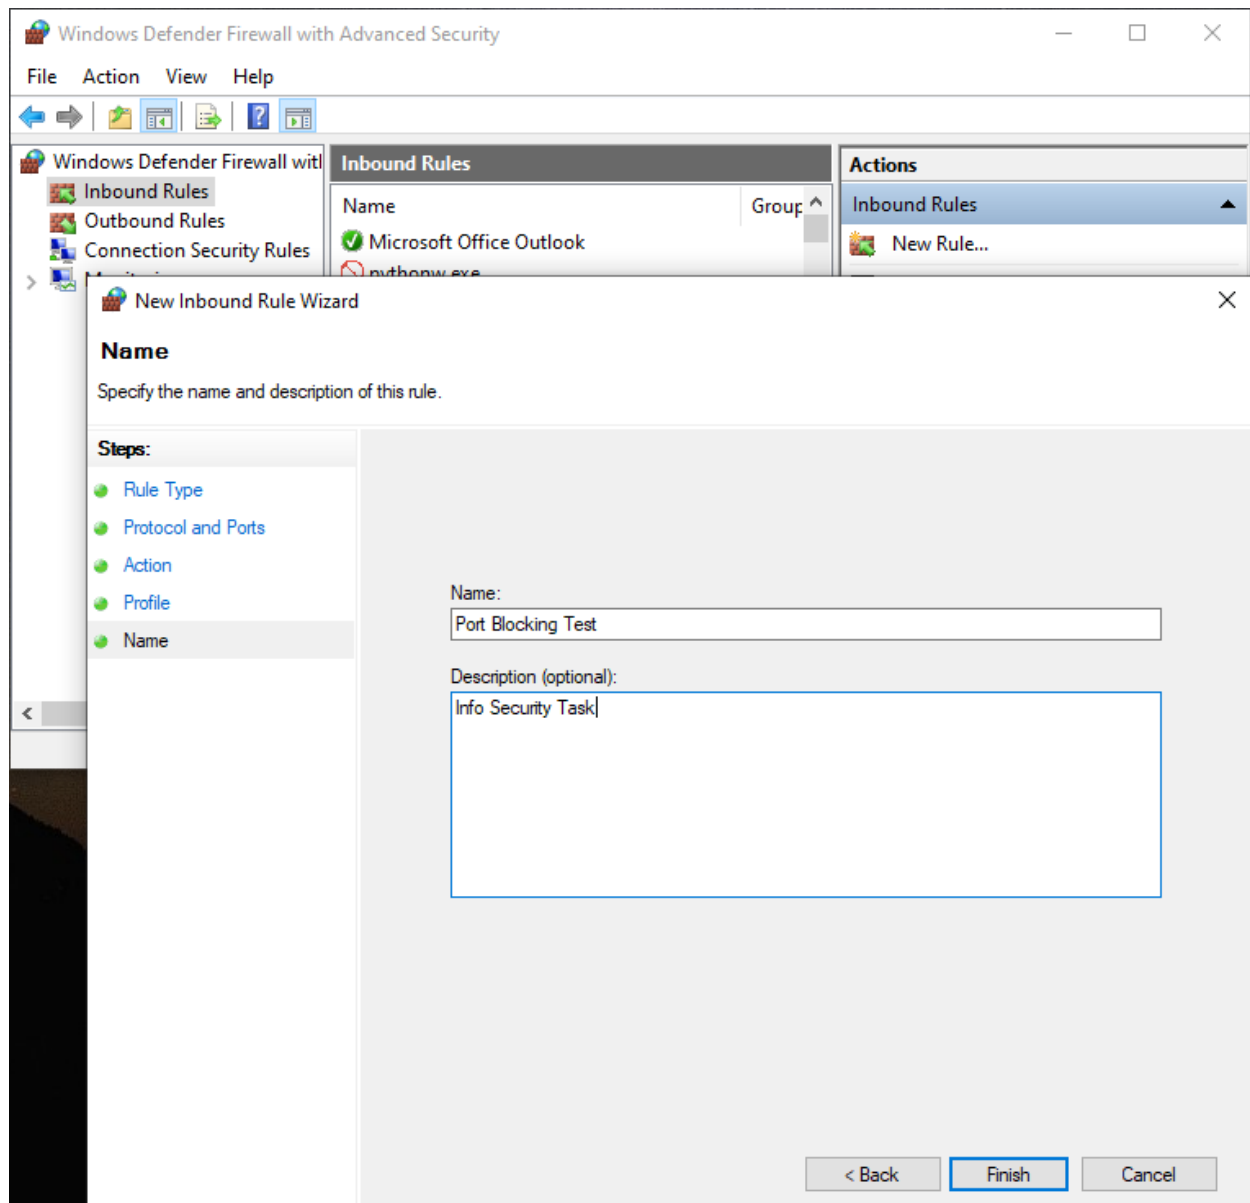 Windows Defender Firewall with Advanced Security
File Action View Help
Windows Defender Firewall witl
Inbound Rules
Outbound Rules
Connection Security Rules
Inbound Rules
Name Group
Microsoft Office Outlook
pythonw.exe
Actions
Inbound Rules
New Rule...
New Inbound Rule Wizard
Name
Specify the name and description of this rule.
Steps:
Rule Type
Protocol and Ports
Action
Profile
Name
Name:
Port Blocking Test
Description (optional):
Info Security Task
< Back Finish Cancel